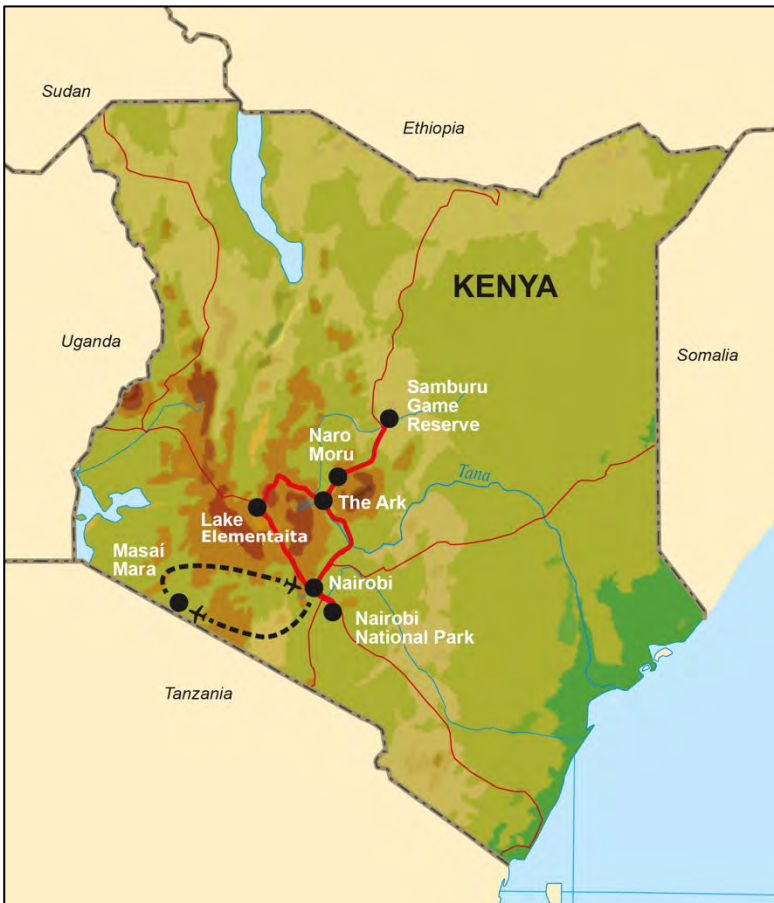 Sudan
Ethiopia
KENYA
Uganda
Somalia
Samburu
Game
Reserve
Naro
Moru
Tana
The Ark
Lake
Elementaita
Masai
Mara
Nairobi
Nairobi
National Park
Tanzania